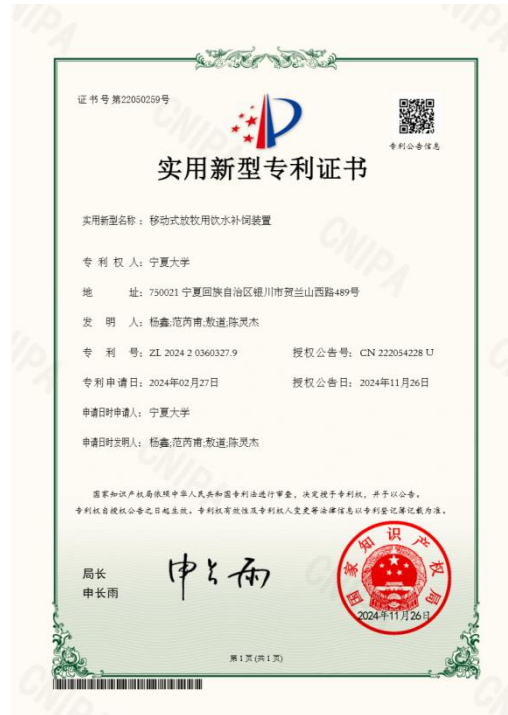 证书号第22050259号
专利公告信息
实用新型专利证书
实用新型名称：移动式放牧用饮水补饲装置
专利权人：宁夏大学
地址：750021 宁夏回族自治区银川市贺兰山西路489号
发明人：杨鑫;范芮甫;敖道;陈灵杰
专利号：ZL 2024 2 0360327.9 授权公告号：CN 222054228 U
专利申请日：2024年02月27日 授权公告日：2024年11月26日
申请日时申请人：宁夏大学
申请日时发明人：杨鑫;范芮甫;敖道;陈灵杰
国家知识产权局依照中华人民共和国专利法进行审查，决定授予专利权，并予以公告。
专利权自授权公告之日起生效。专利权有效性及专利权人变更等法律信息以专利登记簿记载为准。
局长
申长雨
申长雨
国家知识产权局
2024年11月26日
第1页(共1页)
CNIPA